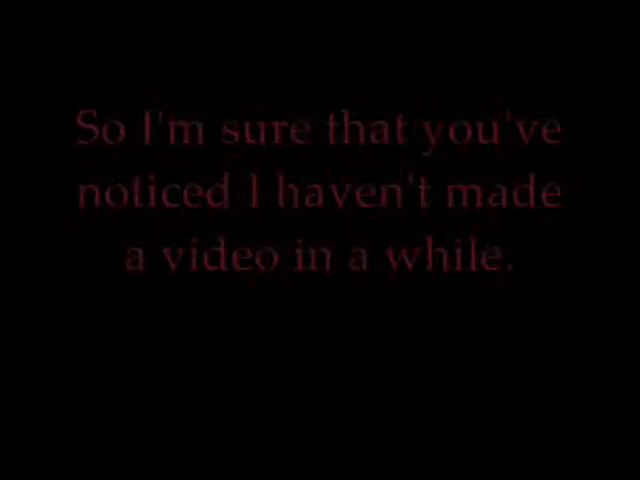 So I'm sure that you've
noticed I haven't made
a video in a while.